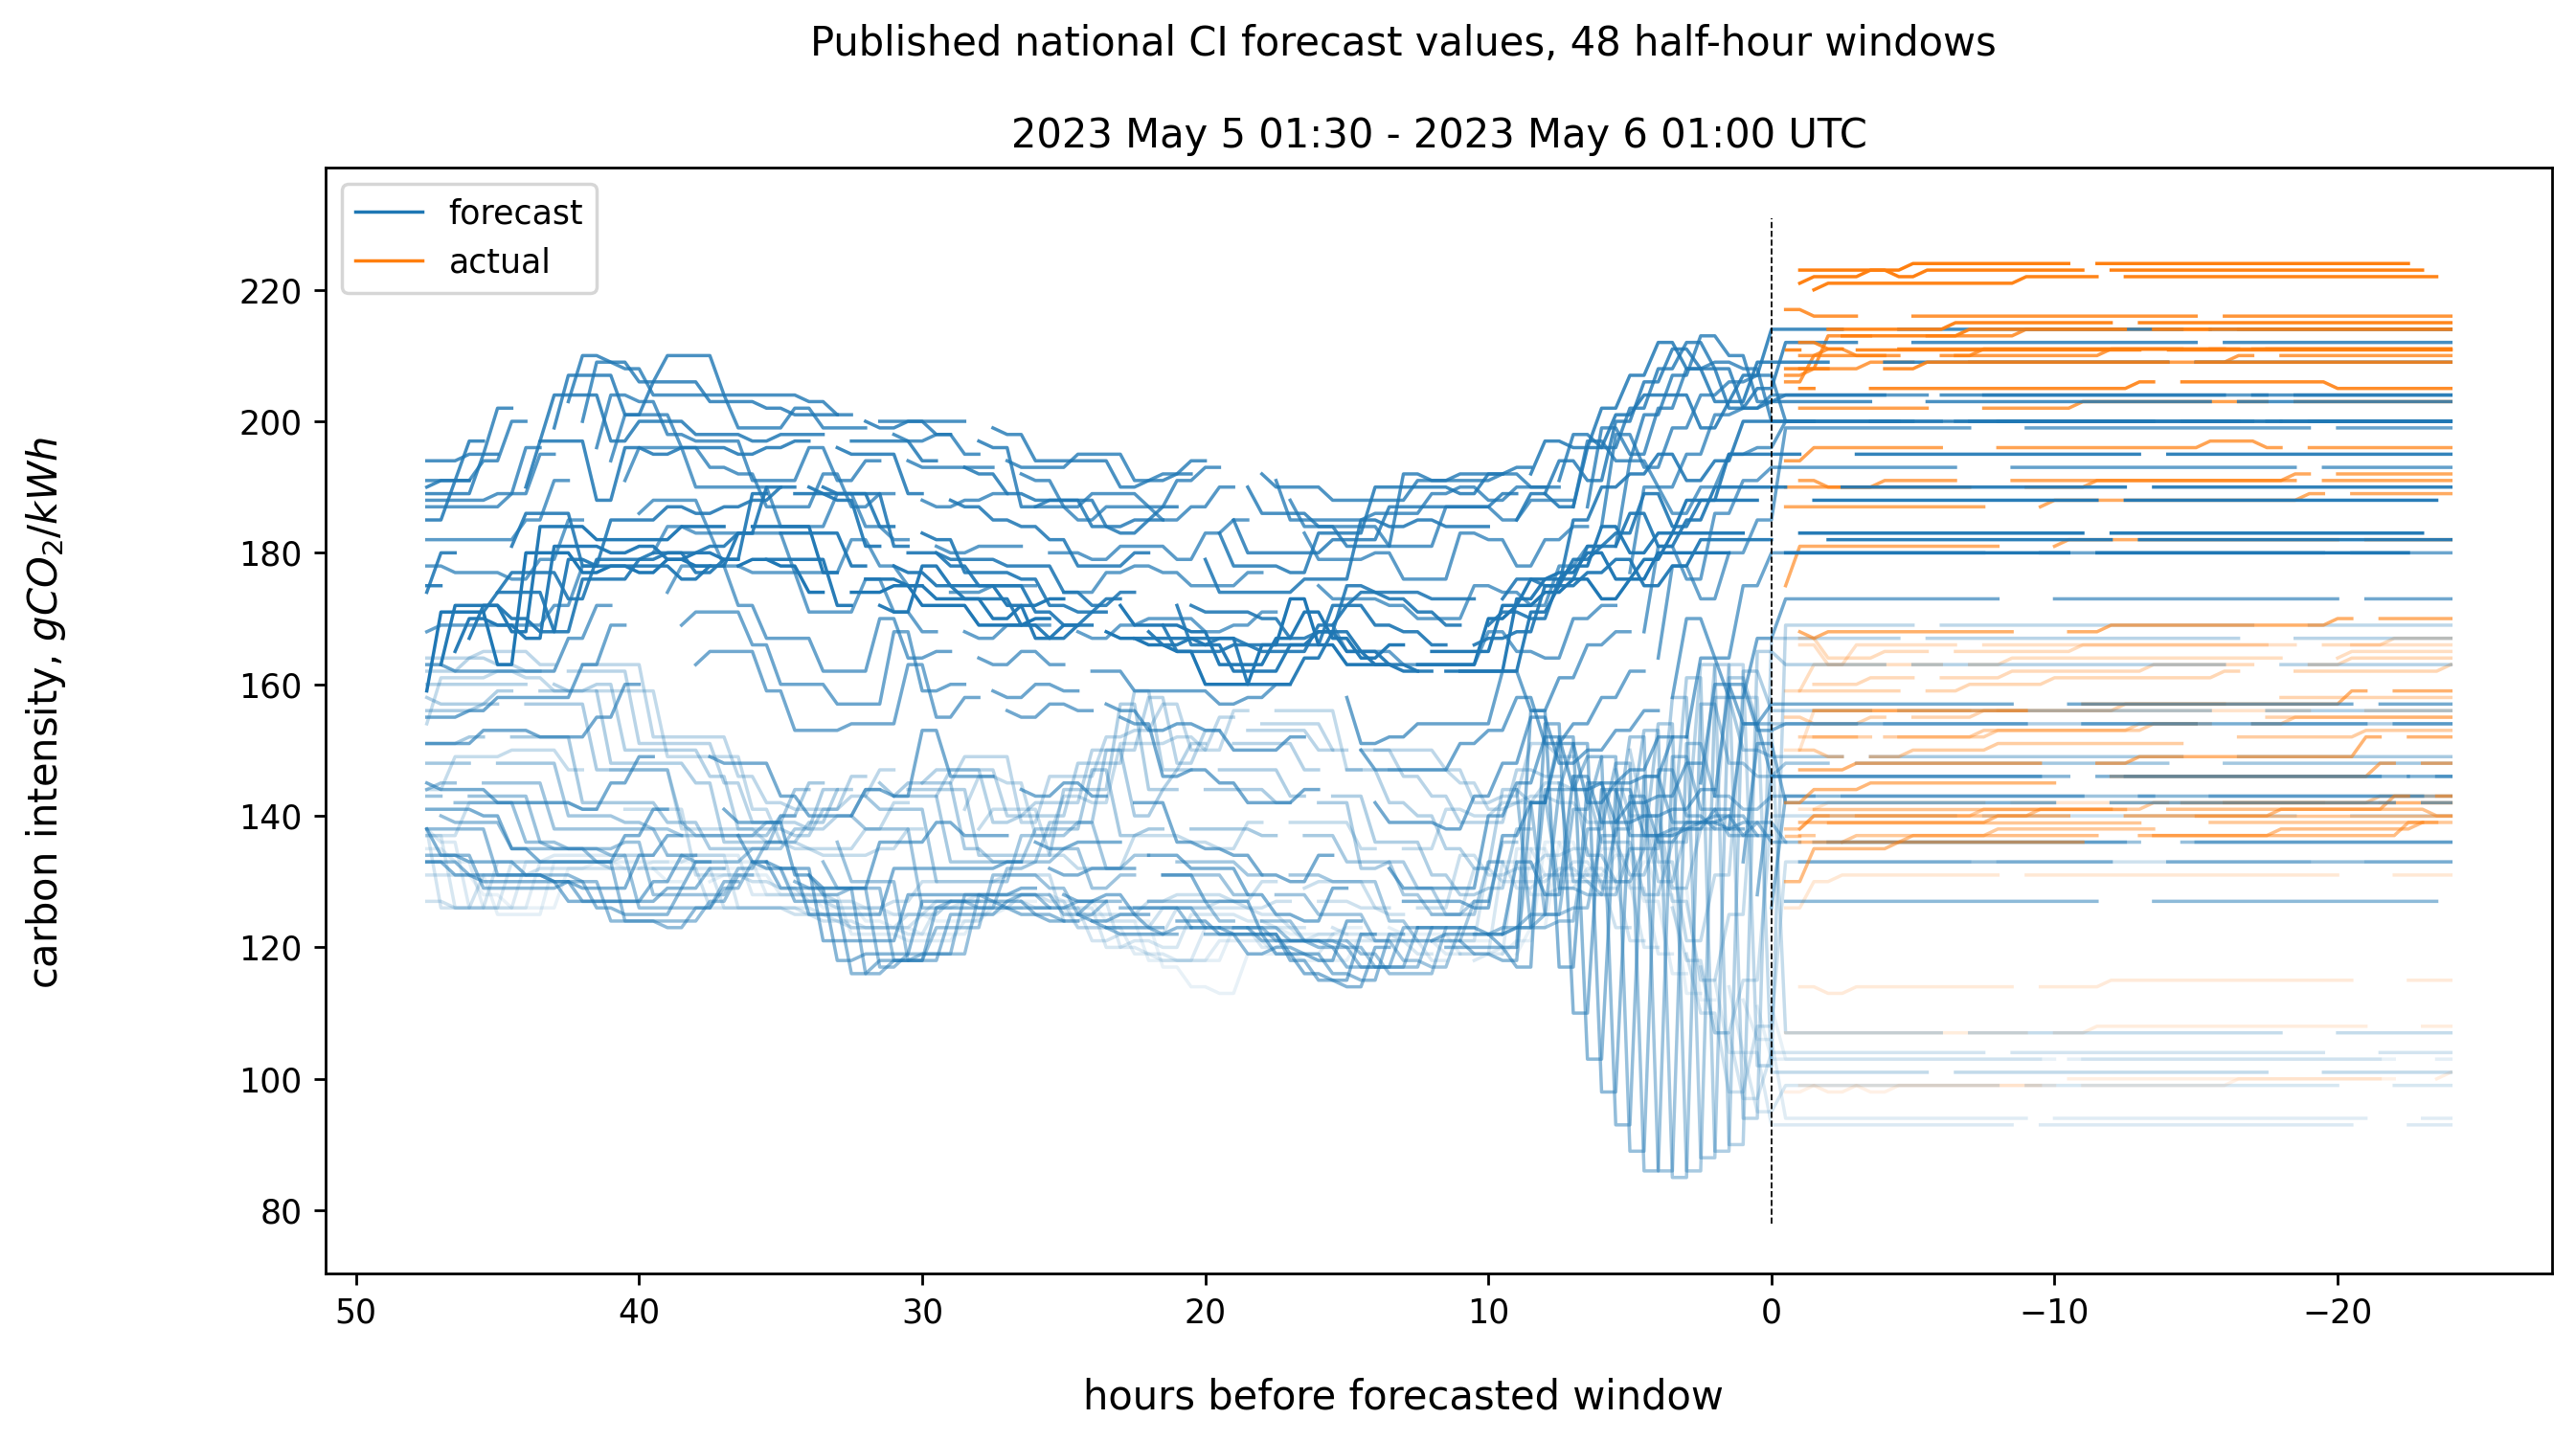 Published national CI forecast values, 48 half-hour windows
2023 May 5 01:30 - 2023 May 6 01:00 UTC
forecast
actual
carbon intensity, gCO₂/kWh
220
200
180
160
140
120
100
80
50 40 30 20 10 0 −10 −20
hours before forecasted window